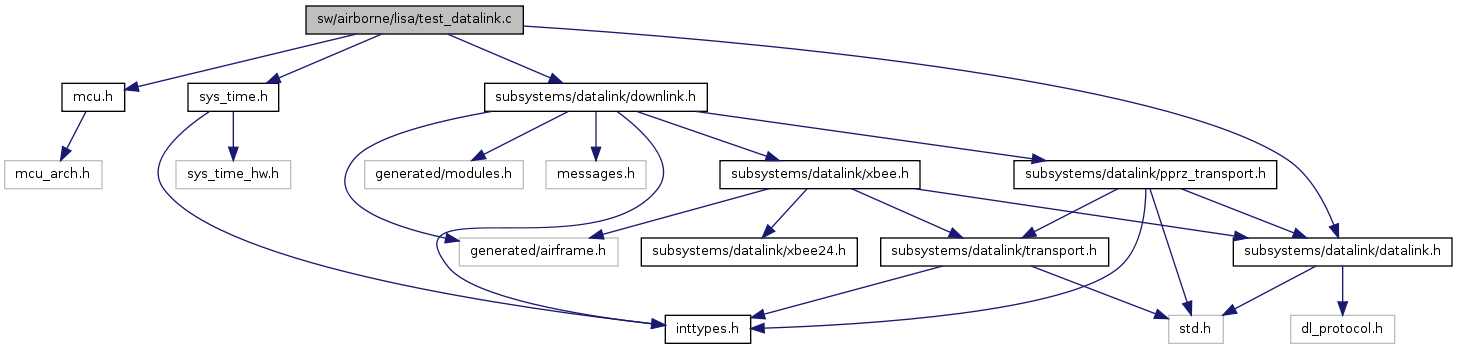 sw/airborne/lisa/test_datalink.c
mcu.h
sys_time.h
subsystems/datalink/downlink.h
mcu_arch.h
sys_time_hw.h
generated/modules.h
messages.h
subsystems/datalink/xbee.h
subsystems/datalink/pprz_transport.h
generated/airframe.h
subsystems/datalink/xbee24.h
subsystems/datalink/transport.h
subsystems/datalink/datalink.h
inttypes.h
std.h
dl_protocol.h